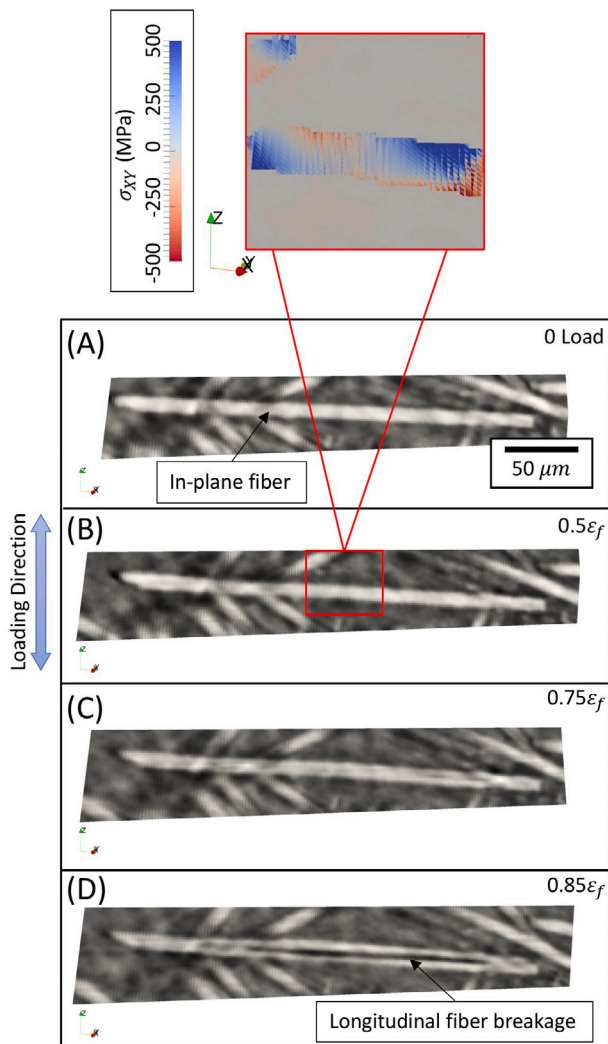 500
250
0
-250
-500
σ_XY (MPa)
Z
Y
X
(A)
0 Load
In-plane fiber
50 μm
Z
X
Loading Direction
(B)
0.5ε_f
Z
X
(C)
0.75ε_f
Z
X
(D)
0.85ε_f
Z
X
Longitudinal fiber breakage